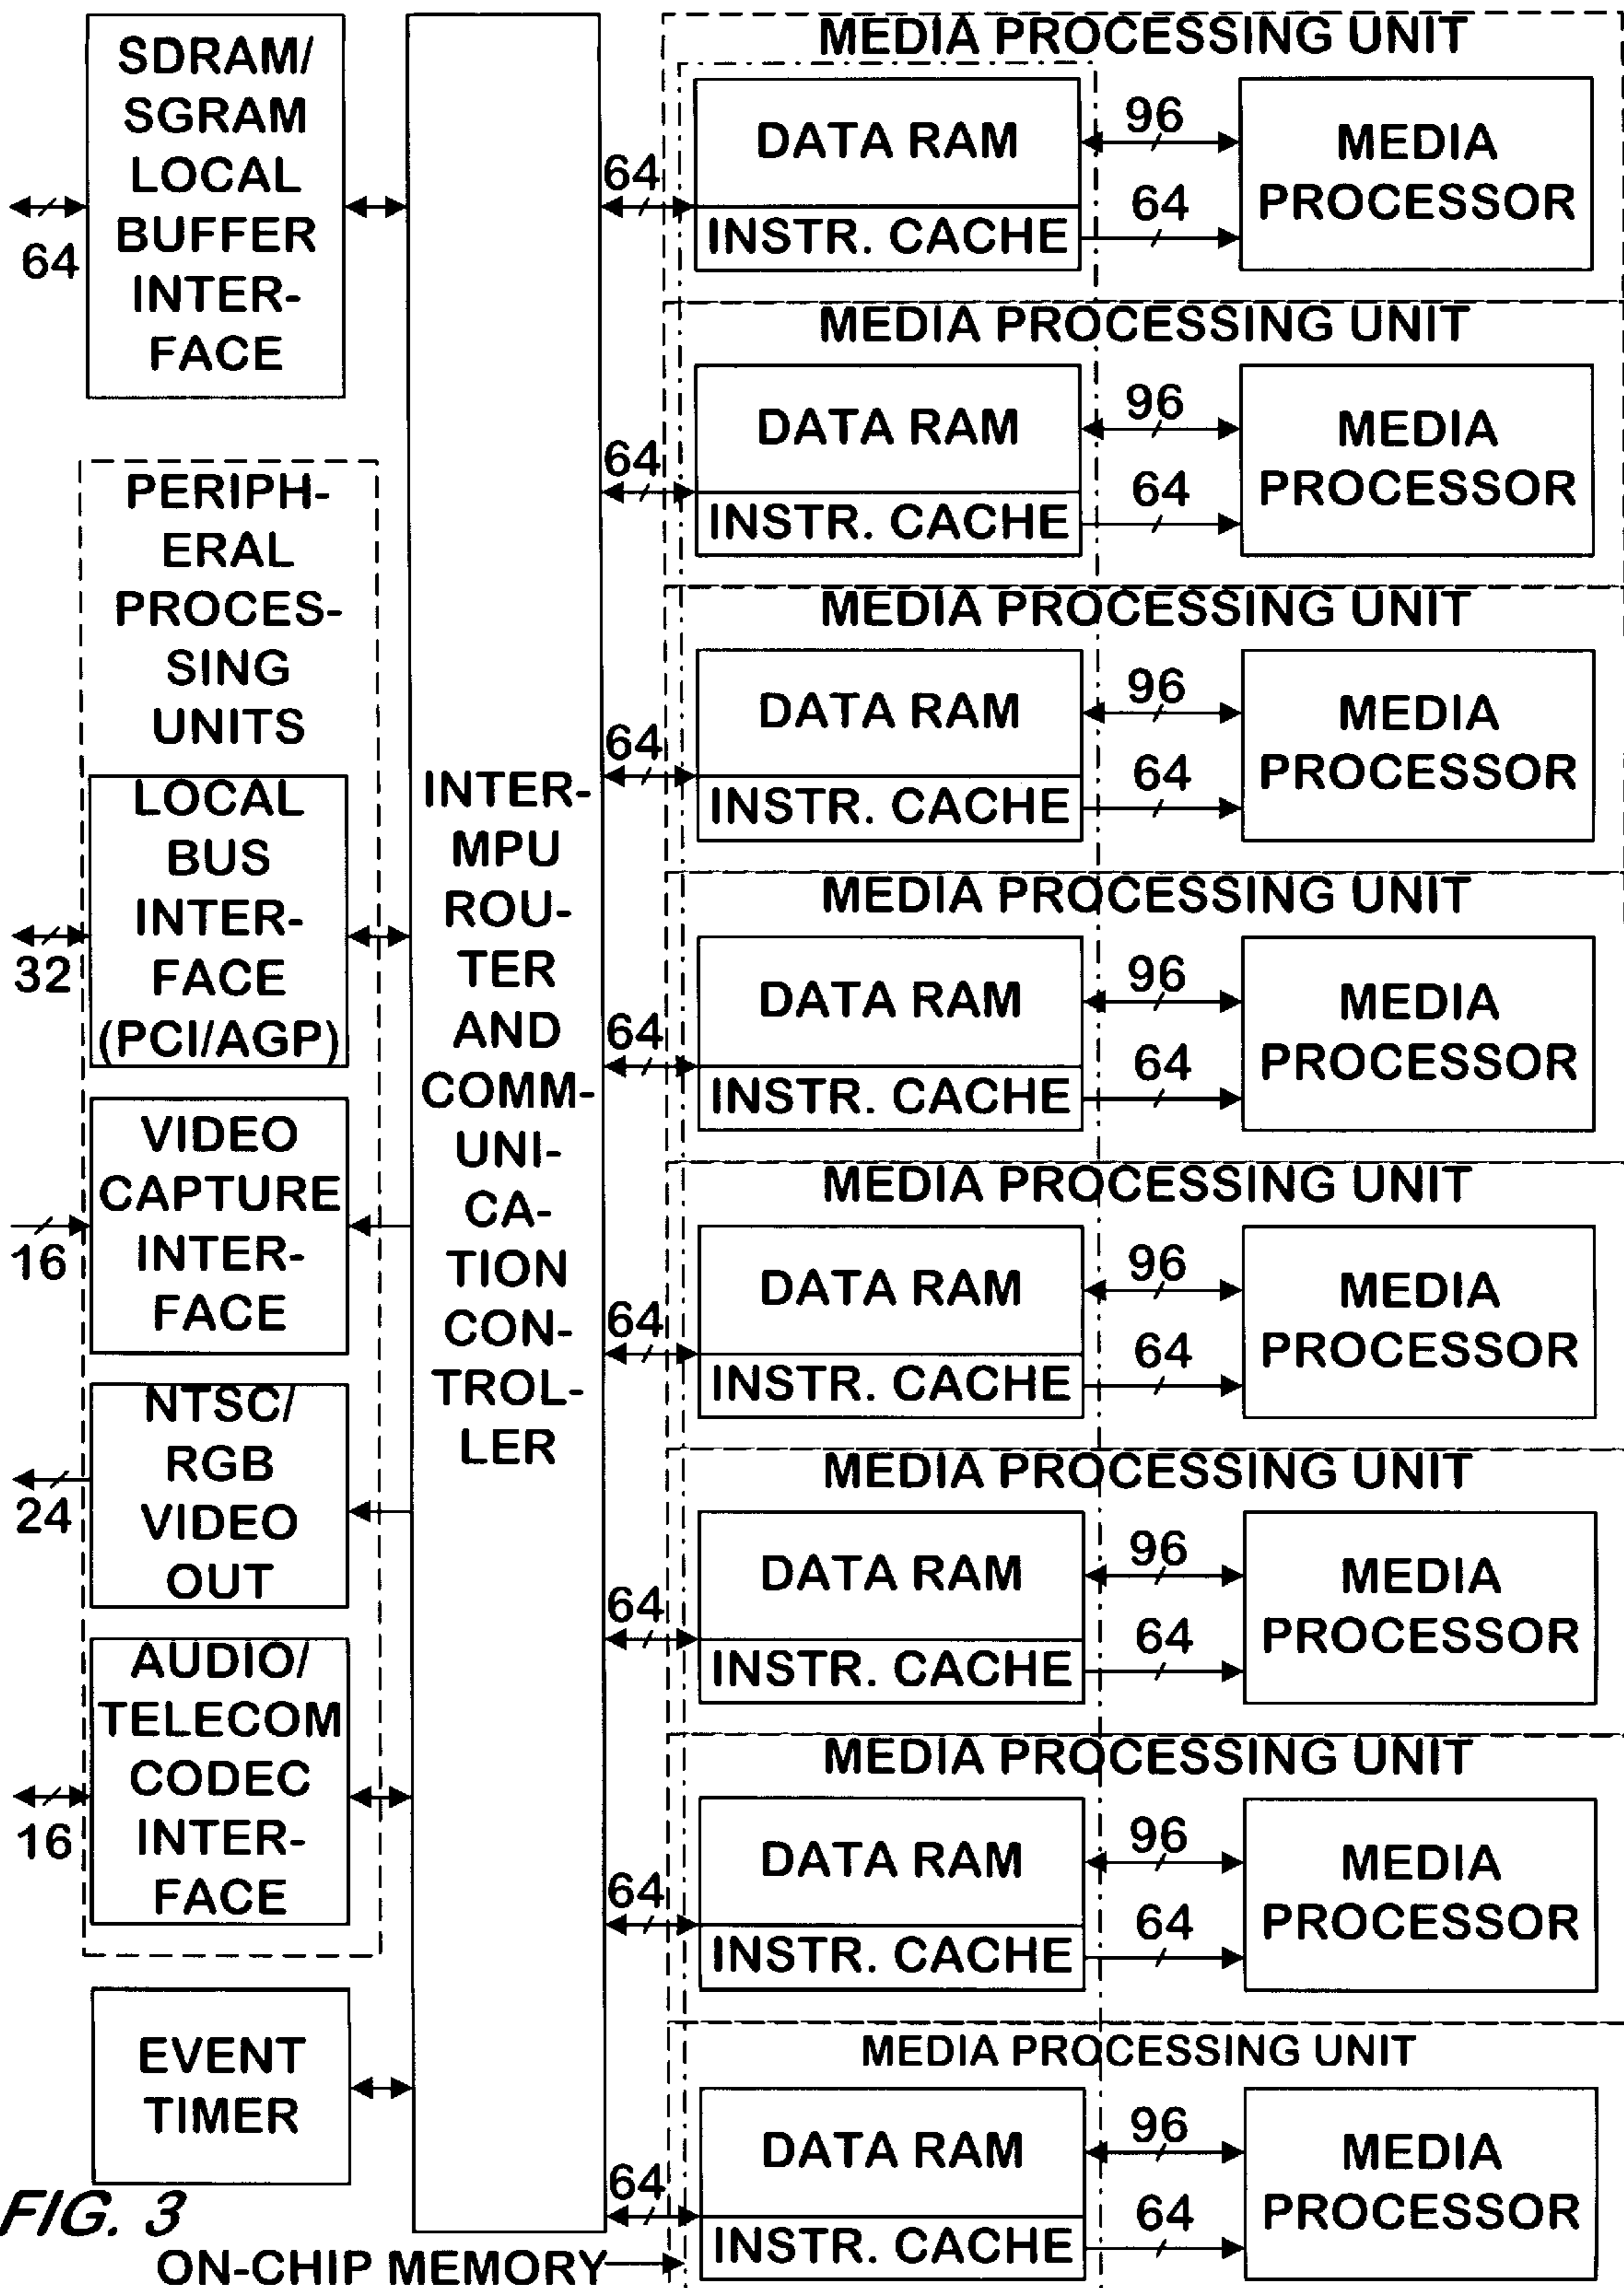 SDRAM/
SGRAM
LOCAL
BUFFER
INTER-
FACE
64
PERIPH-
ERAL
PROCES-
SING
UNITS
LOCAL
BUS
INTER-
FACE
(PCI/AGP)
32
VIDEO
CAPTURE
INTER-
FACE
16
NTSC/
RGB
VIDEO
OUT
24
AUDIO/
TELECOM
CODEC
INTER-
FACE
16
EVENT
TIMER
INTER-
MPU
ROU-
TER
AND
COMM-
UNI-
CA-
TION
CON-
TROL-
LER
MEDIA PROCESSING UNIT
64
DATA RAM
INSTR. CACHE
96
64
MEDIA
PROCESSOR
MEDIA PROCESSING UNIT
64
DATA RAM
INSTR. CACHE
96
64
MEDIA
PROCESSOR
MEDIA PROCESSING UNIT
64
DATA RAM
INSTR. CACHE
96
64
MEDIA
PROCESSOR
MEDIA PROCESSING UNIT
64
DATA RAM
INSTR. CACHE
96
64
MEDIA
PROCESSOR
MEDIA PROCESSING UNIT
64
DATA RAM
INSTR. CACHE
96
64
MEDIA
PROCESSOR
MEDIA PROCESSING UNIT
64
DATA RAM
INSTR. CACHE
96
64
MEDIA
PROCESSOR
MEDIA PROCESSING UNIT
64
DATA RAM
INSTR. CACHE
96
64
MEDIA
PROCESSOR
MEDIA PROCESSING UNIT
64
DATA RAM
INSTR. CACHE
96
64
MEDIA
PROCESSOR
FIG. 3
ON-CHIP MEMORY